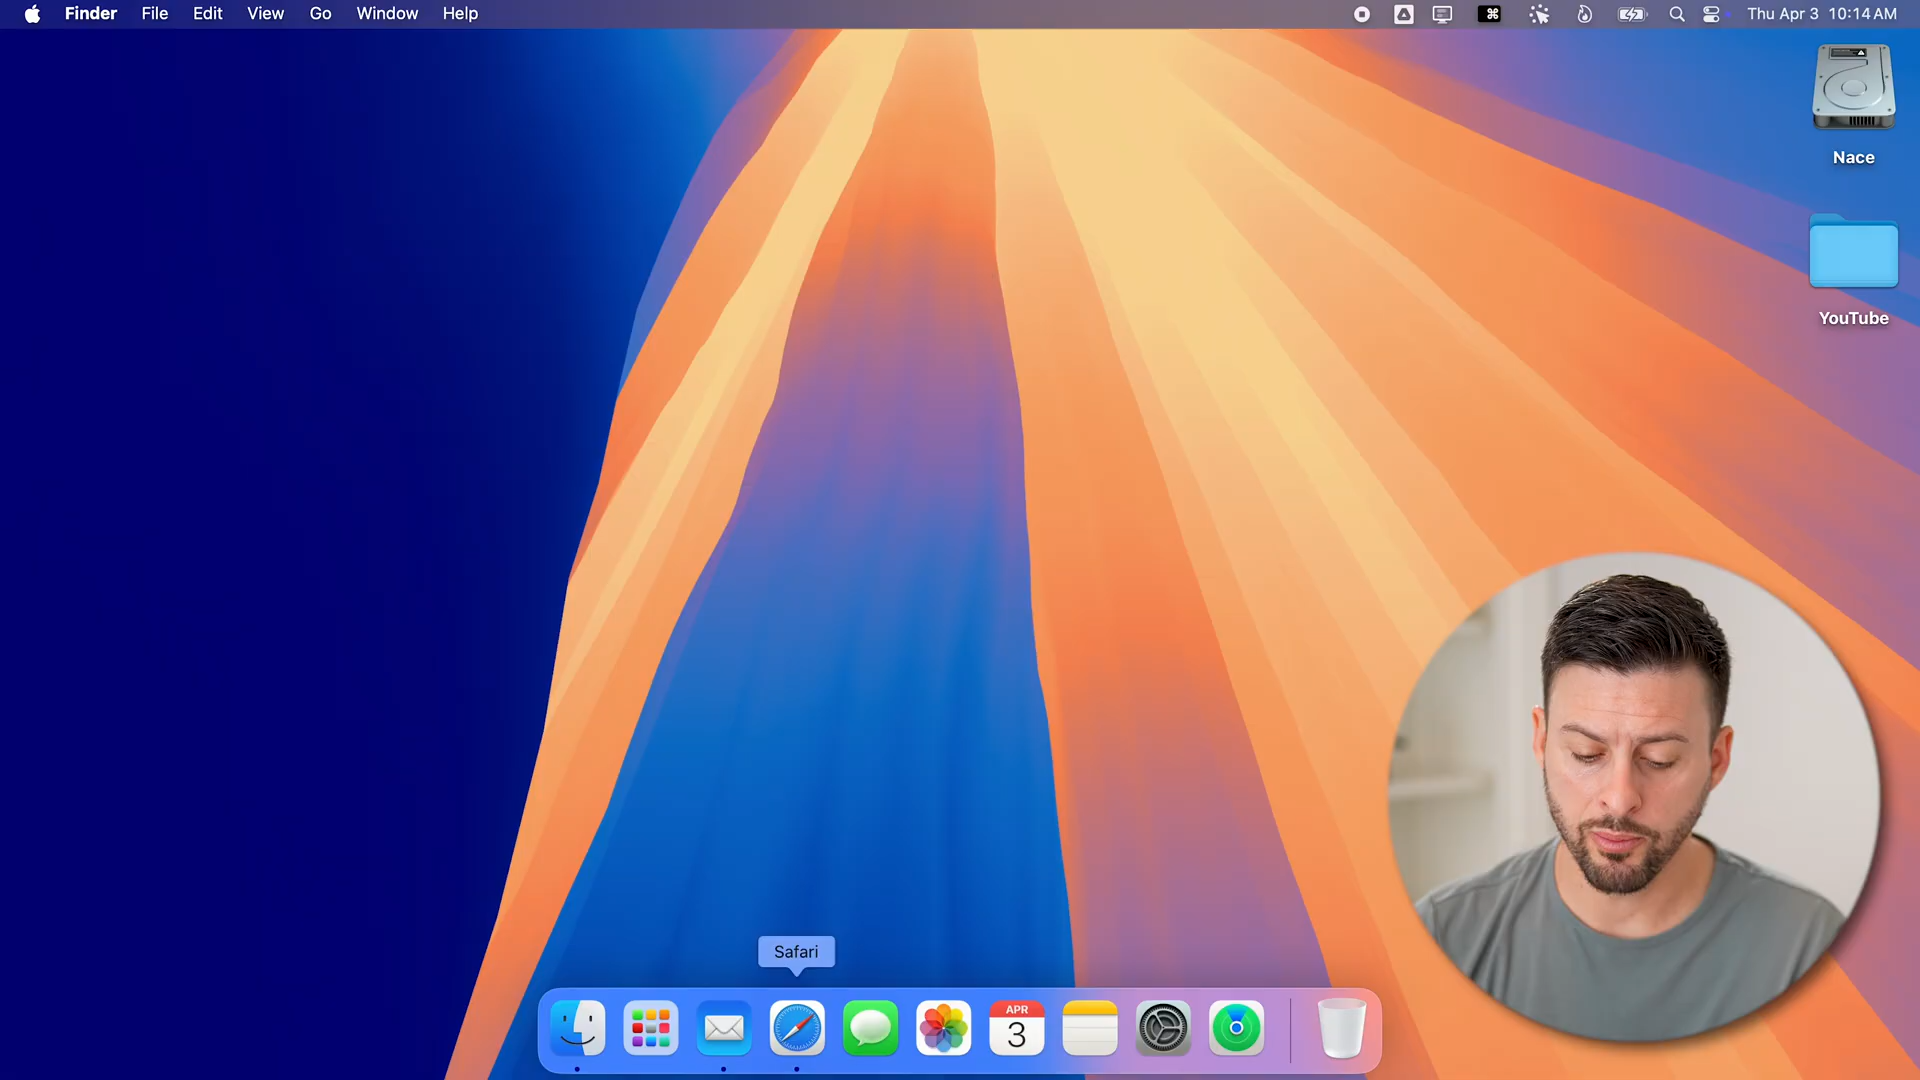 Finder File Edit View Go Window Help
Thu Apr 3 10:14 AM
Nace
YouTube
Safari
APR
3